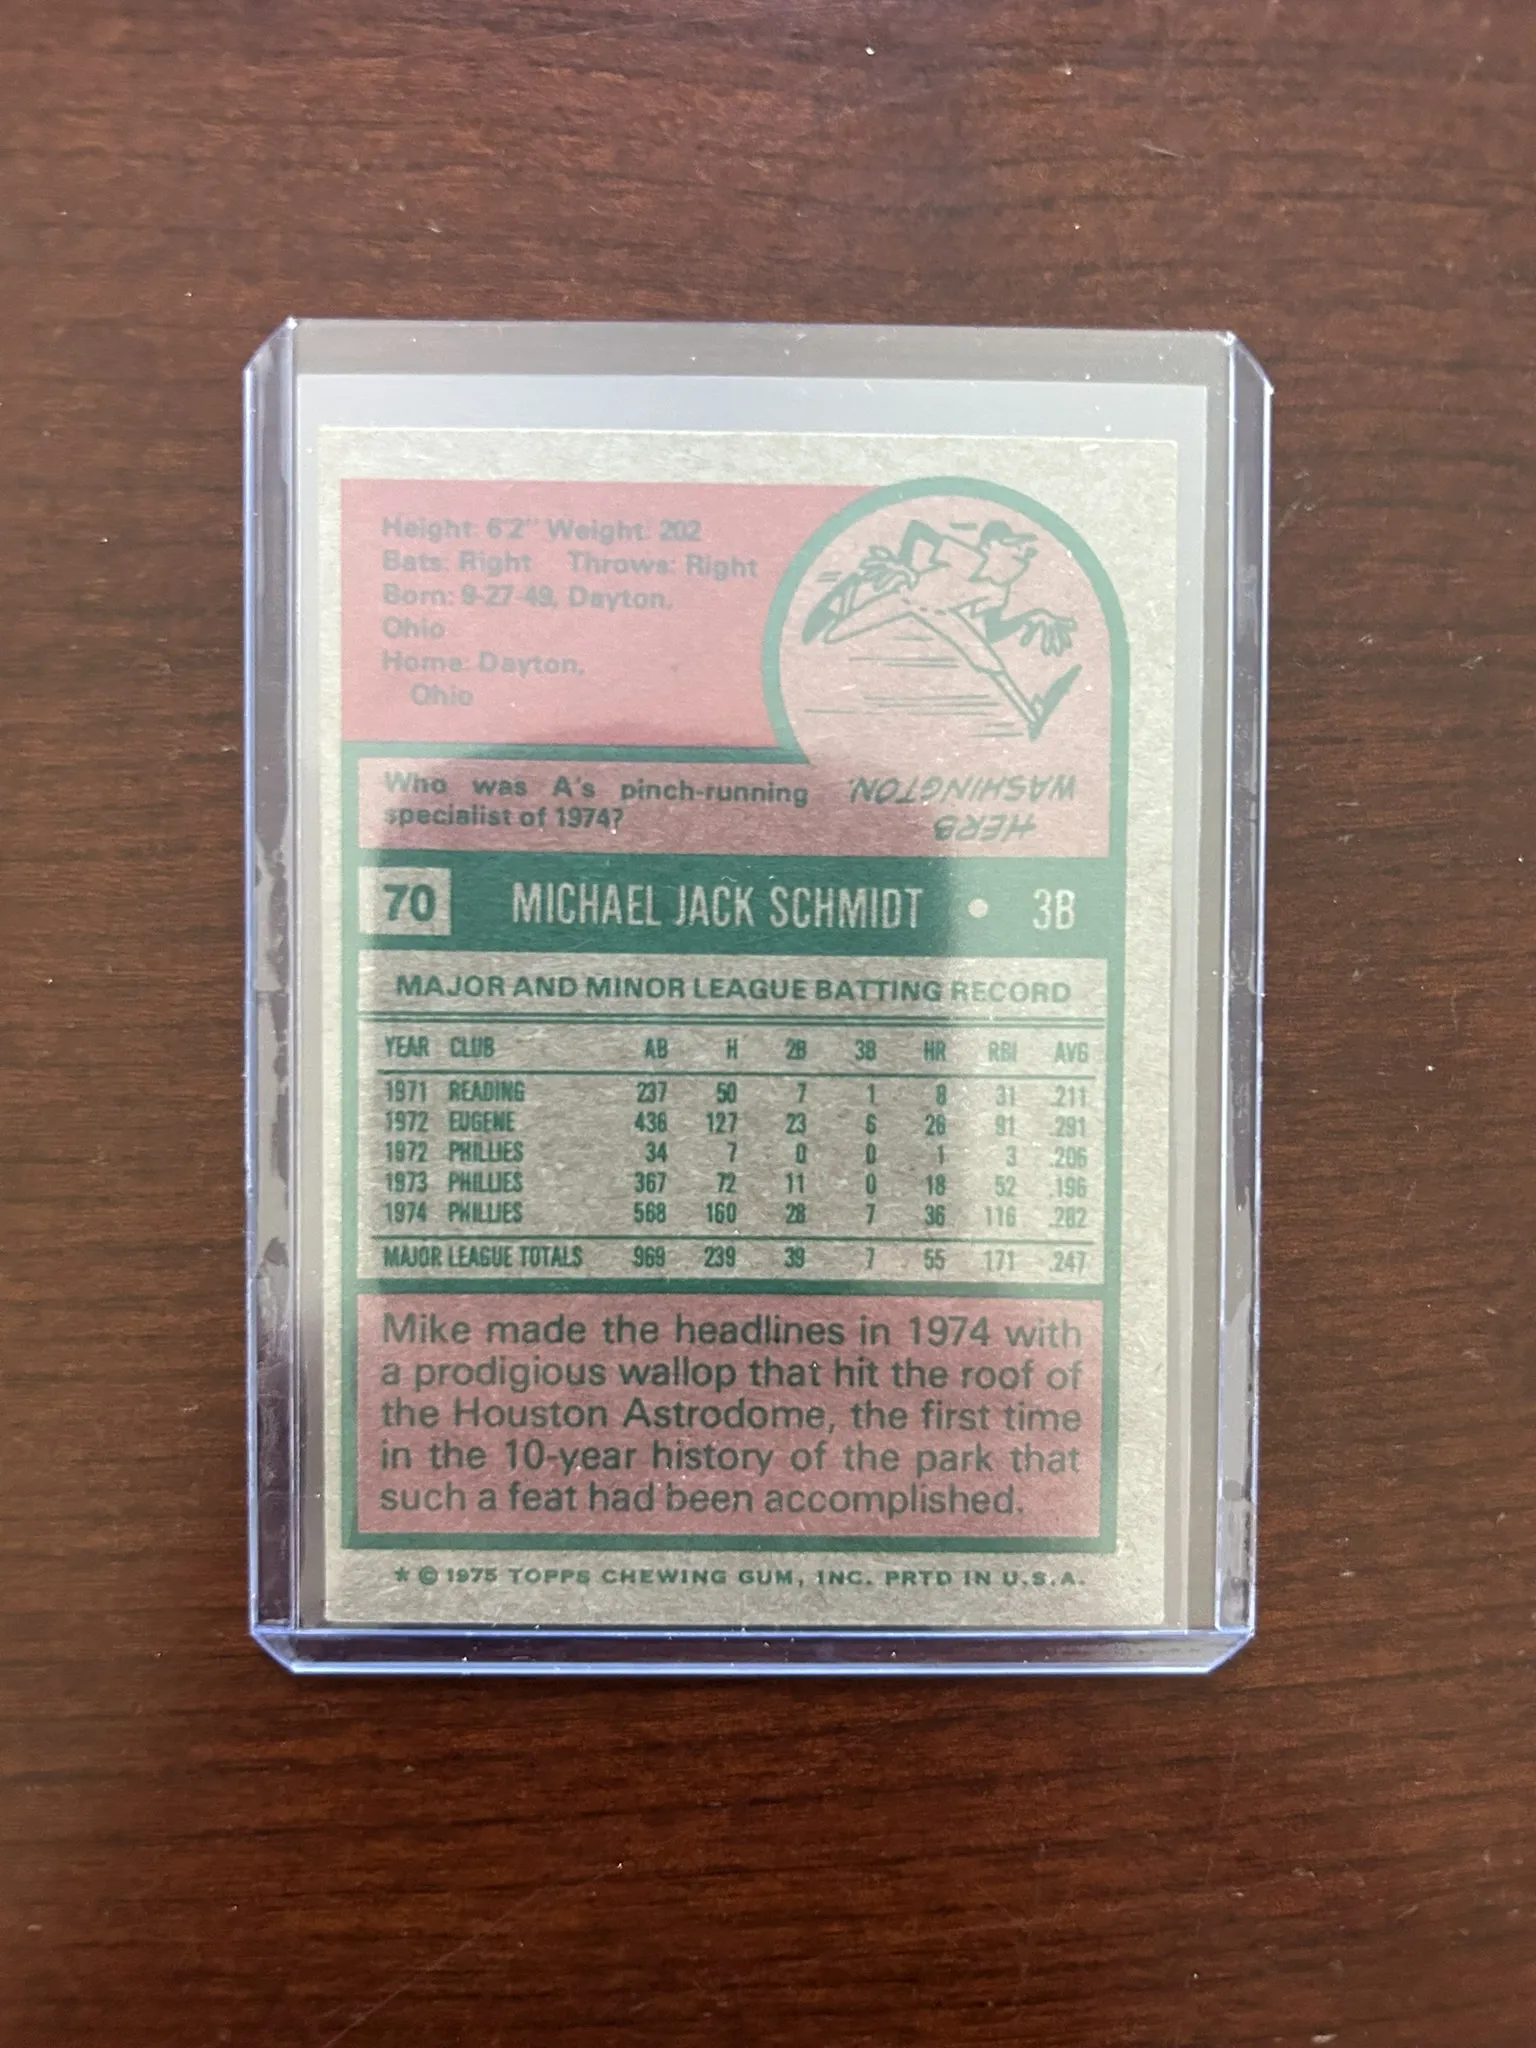 Height: 6'2" Weight: 202
Bats: Right Throws: Right
Born: 9-27-49, Dayton,
Ohio
Home: Dayton,
Ohio
Who was A's pinch-running
specialist of 1974?
HERB
WASHINGTON.
70 MICHAEL JACK SCHMIDT • 3B
MAJOR AND MINOR LEAGUE BATTING RECORD
YEAR CLUB AB H 2B 3B HR RBI AVG
1971 READING 237 50 7 1 8 31 .211
1972 EUGENE 436 127 23 6 26 91 .291
1972 PHILLIES 34 7 0 0 1 3 .206
1973 PHILLIES 367 72 11 0 18 52 .196
1974 PHILLIES 568 160 28 7 36 116 .282
MAJOR LEAGUE TOTALS 969 239 39 7 55 171 .247
Mike made the headlines in 1974 with
a prodigious wallop that hit the roof of
the Houston Astrodome, the first time
in the 10-year history of the park that
such a feat had been accomplished.
* © 1975 TOPPS CHEWING GUM, INC. PRTD IN U.S.A.